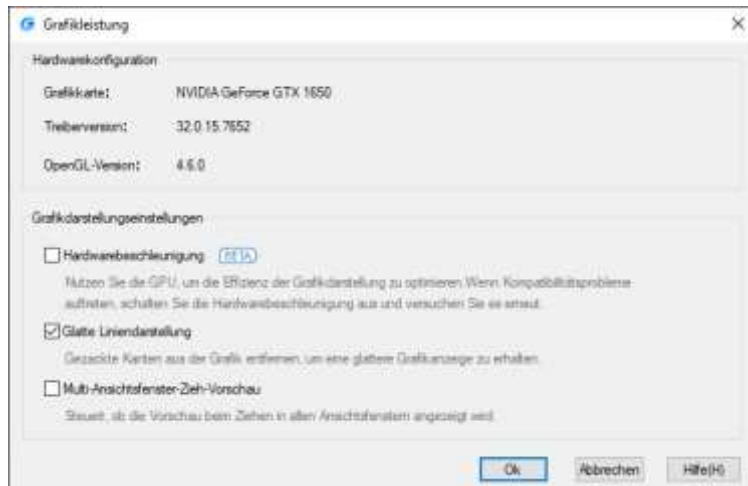 Grafikleistung
Hardwarekonfiguration
Grafikkarte: NVIDIA GeForce GTX 1650
Treiberversion: 32.0.15.7652
OpenGL-Version: 4.6.0
Grafikdarstellungseinstellungen
Hardwarebeschleunigung BETA
Nutzen Sie die GPU, um die Effizienz der Grafikdarstellung zu optimieren. Wenn Kompatibilitätsprobleme
auftreten, schalten Sie die Hardwarebeschleunigung aus und versuchen Sie es erneut.
Glatte Liniendarstellung
Gezackte Kanten aus der Grafik entfernen, um eine glattere Grafikanzeige zu erhalten.
Multi-Ansichtsfenster-Zieh-Vorschau
Steuert, ob die Vorschau beim Ziehen in allen Ansichtsfenstern angezeigt wird.
Ok Abbrechen Hilfe(H)